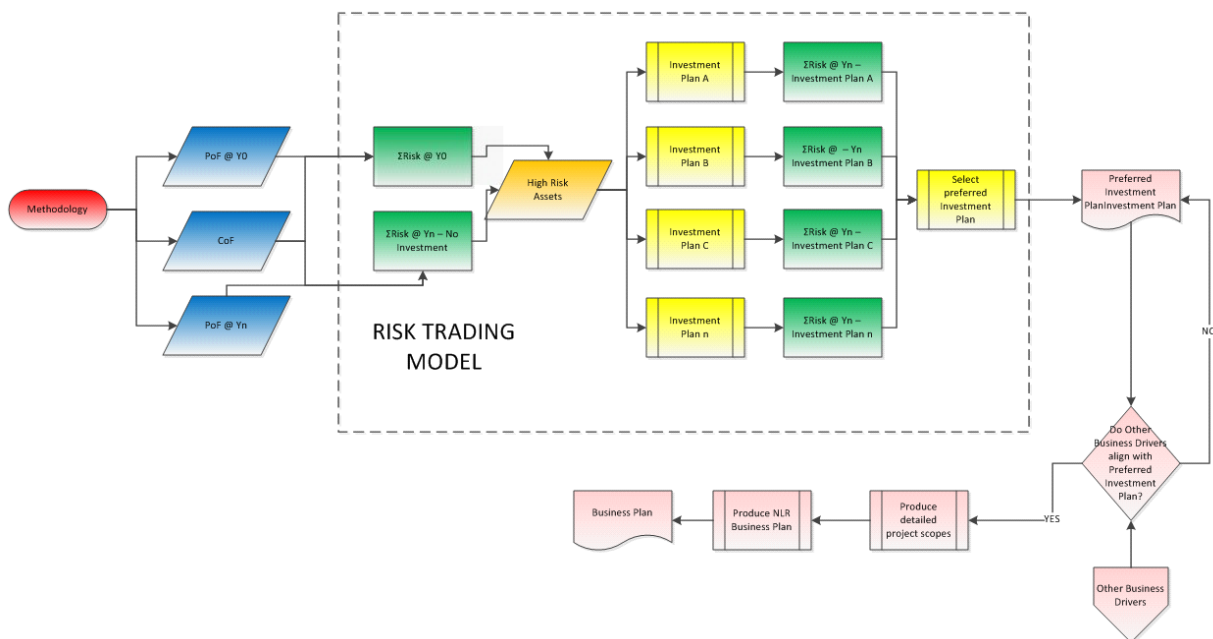 Methodology
PoF @ Y0
CoF
PoF @ Yn
ΣRisk @ Y0
ΣRisk @ Yn – No
Investment
RISK TRADING
MODEL
High Risk
Assets
Investment
Plan A
Investment
Plan B
Investment
Plan C
Investment
Plan n
ΣRisk @ Yn –
Investment Plan A
ΣRisk @  – Yn
Investment Plan B
ΣRisk @ Yn –
Investment Plan C
ΣRisk @ Yn –
Investment Plan n
Select
preferred
Investment
Plan
Preferred
Investment
PlanInvestment Plan
NO
Do Other
Business Drivers
align with
Preferred
Investment
Plan?
YES
Other Business
Drivers
Produce
detailed
project scopes
Produce NLR
Business Plan
Business Plan